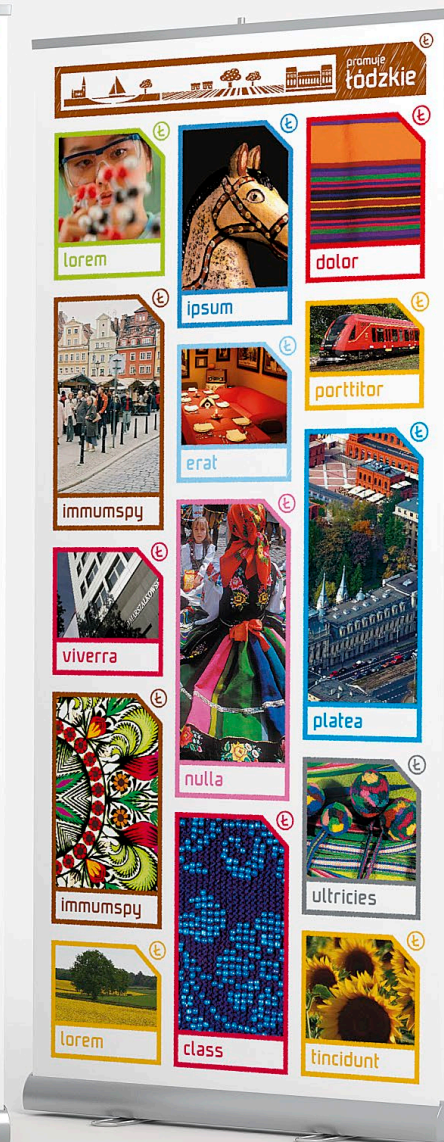 promuje
łódzkie
lorem
ipsum
dolor
immumspy
erat
porttitor
viverra
nulla
platea
immumspy
ultricies
lorem
class
tincidunt